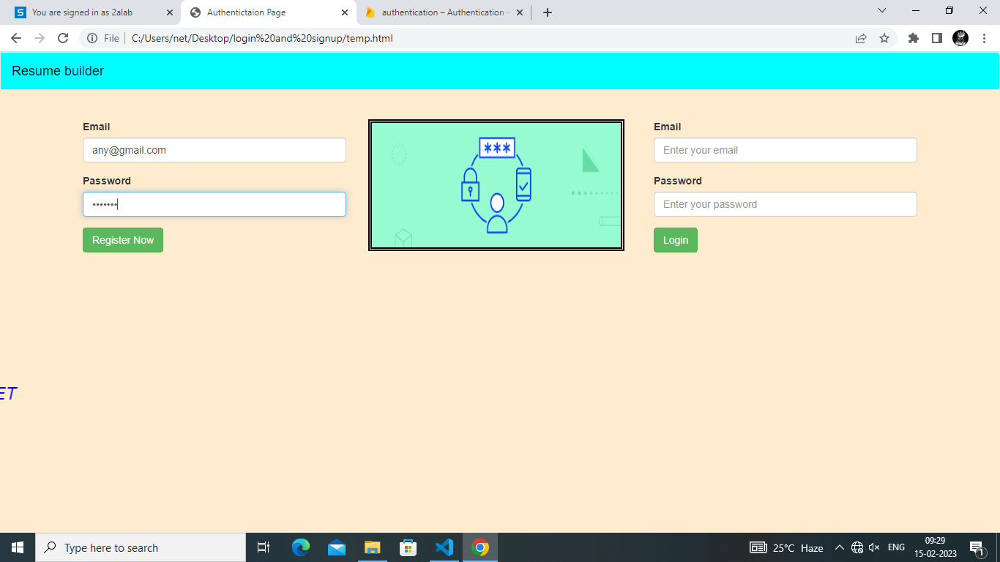 You are signed in as 2alab
Authentictaion Page
authentication – Authentication -
File
C:/Users/net/Desktop/login%20and%20signup/temp.html
Resume builder
Email
any@gmail.com
Password
•••••••
Register Now
***
Email
Enter your email
Password
Enter your password
Login
ET
Type here to search
25°C Haze
ENG
09:29
15-02-2023
1